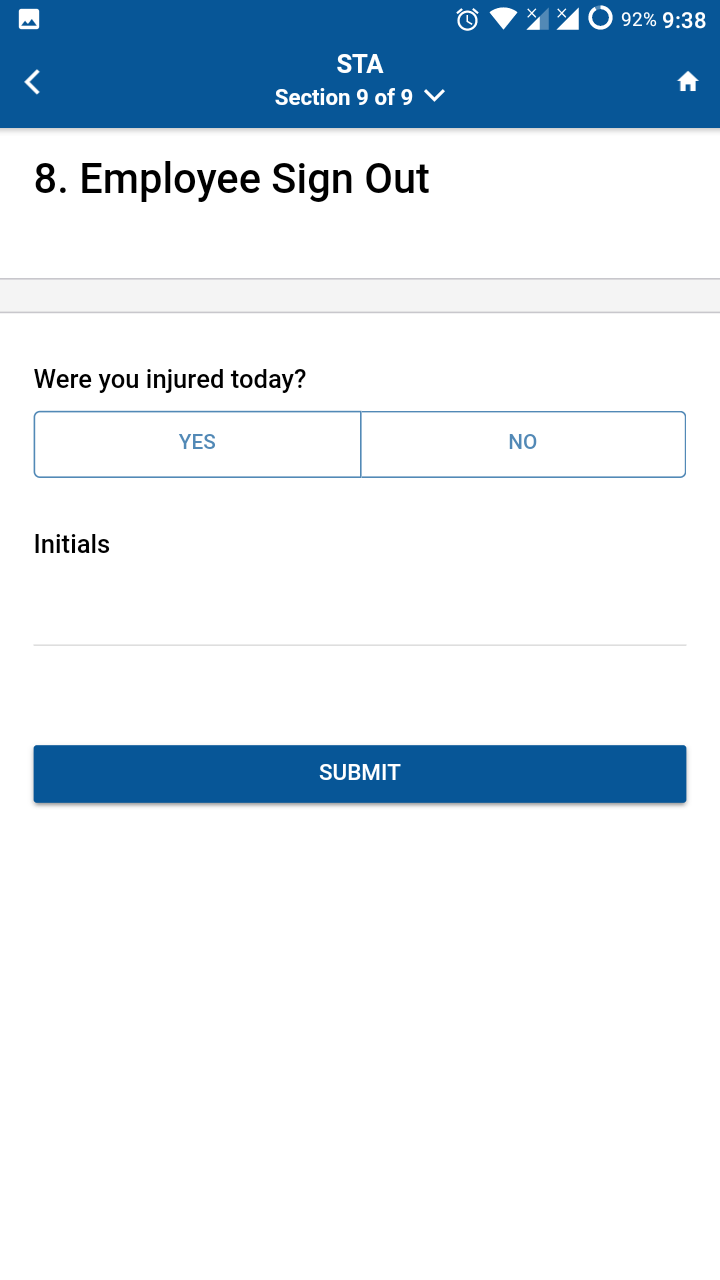 92% 9:38
STA
Section 9 of 9
8. Employee Sign Out
Were you injured today?
YES NO
Initials
SUBMIT